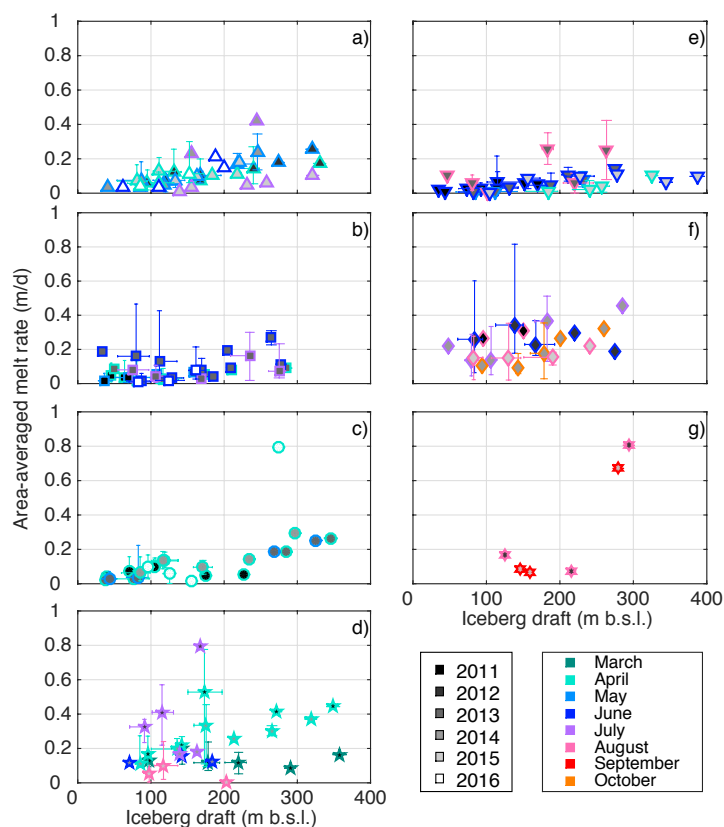 a)
1
0.8
0.6
0.4
0.2
0
b)
1
0.8
0.6
0.4
0.2
0
c)
0.8
0.6
0.4
0.2
0
d)
0.8
0.6
0.4
0.2
0
0 100 200 300 400
Iceberg draft (m b.s.l.)
Area-averaged melt rate (m/d)
e)
f)
g)
0 100 200 300 400
Iceberg draft (m b.s.l.)
2011
2012
2013
2014
2015
2016
March
April
May
June
July
August
September
October